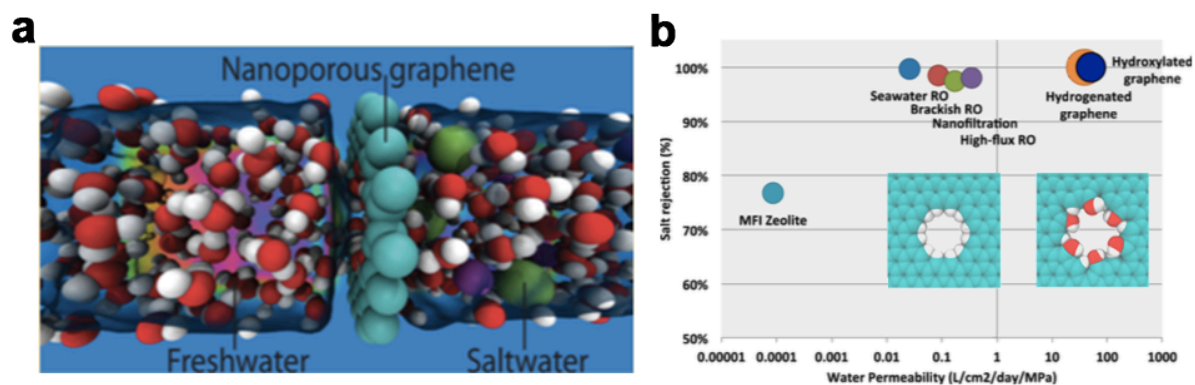 a
Nanoporous graphene
Freshwater
Saltwater
b
Salt rejection (%)
100%
90%
80%
70%
60%
50%
Seawater RO
Brackish RO
Nanofiltration
High-flux RO
Hydroxylated
graphene
Hydrogenated
graphene
MFI Zeolite
0.00001 0.0001 0.001 0.01 0.1 1 10 100 1000
Water Permeability (L/cm2/day/MPa)